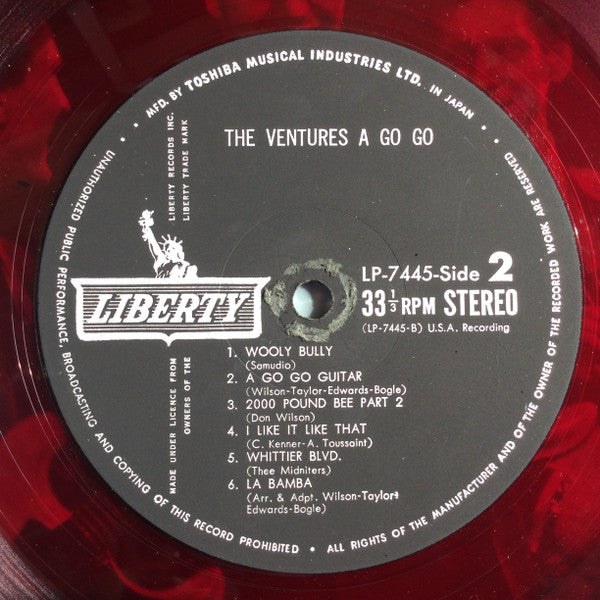 MFD. BY TOSHIBA MUSICAL INDUSTRIES LTD. IN JAPAN •
UNAUTHORIZED PUBLIC PERFORMANCE, BROADCASTING AND COPYING OF THIS RECORD PROHIBITED • ALL RIGHTS OF THE MANUFACTURER AND OF THE OWNER OF THE RECORDED WORK ARE RESERVED
THE VENTURES A GO GO
LIBERTY RECORDS INC.
LIBERTY TRADE MARK
LIBERTY
MADE UNDER LICENCE FROM
OWNERS OF THE
LP-7445-Side 2
33 1/3 RPM STEREO
(LP-7445-B) U.S.A. Recording
1. WOOLY BULLY
(Samudio)
2. A GO GO GUITAR
(Wilson-Taylor-Edwards-Bogle)
3. 2000 POUND BEE PART 2
(Don Wilson)
4. I LIKE IT LIKE THAT
(C. Kenner-A. Toussaint)
5. WHITTIER BLVD.
(Thee Midniters)
6. LA BAMBA
(Arr. & Adpt. Wilson-Taylor-
Edwards-Bogle)